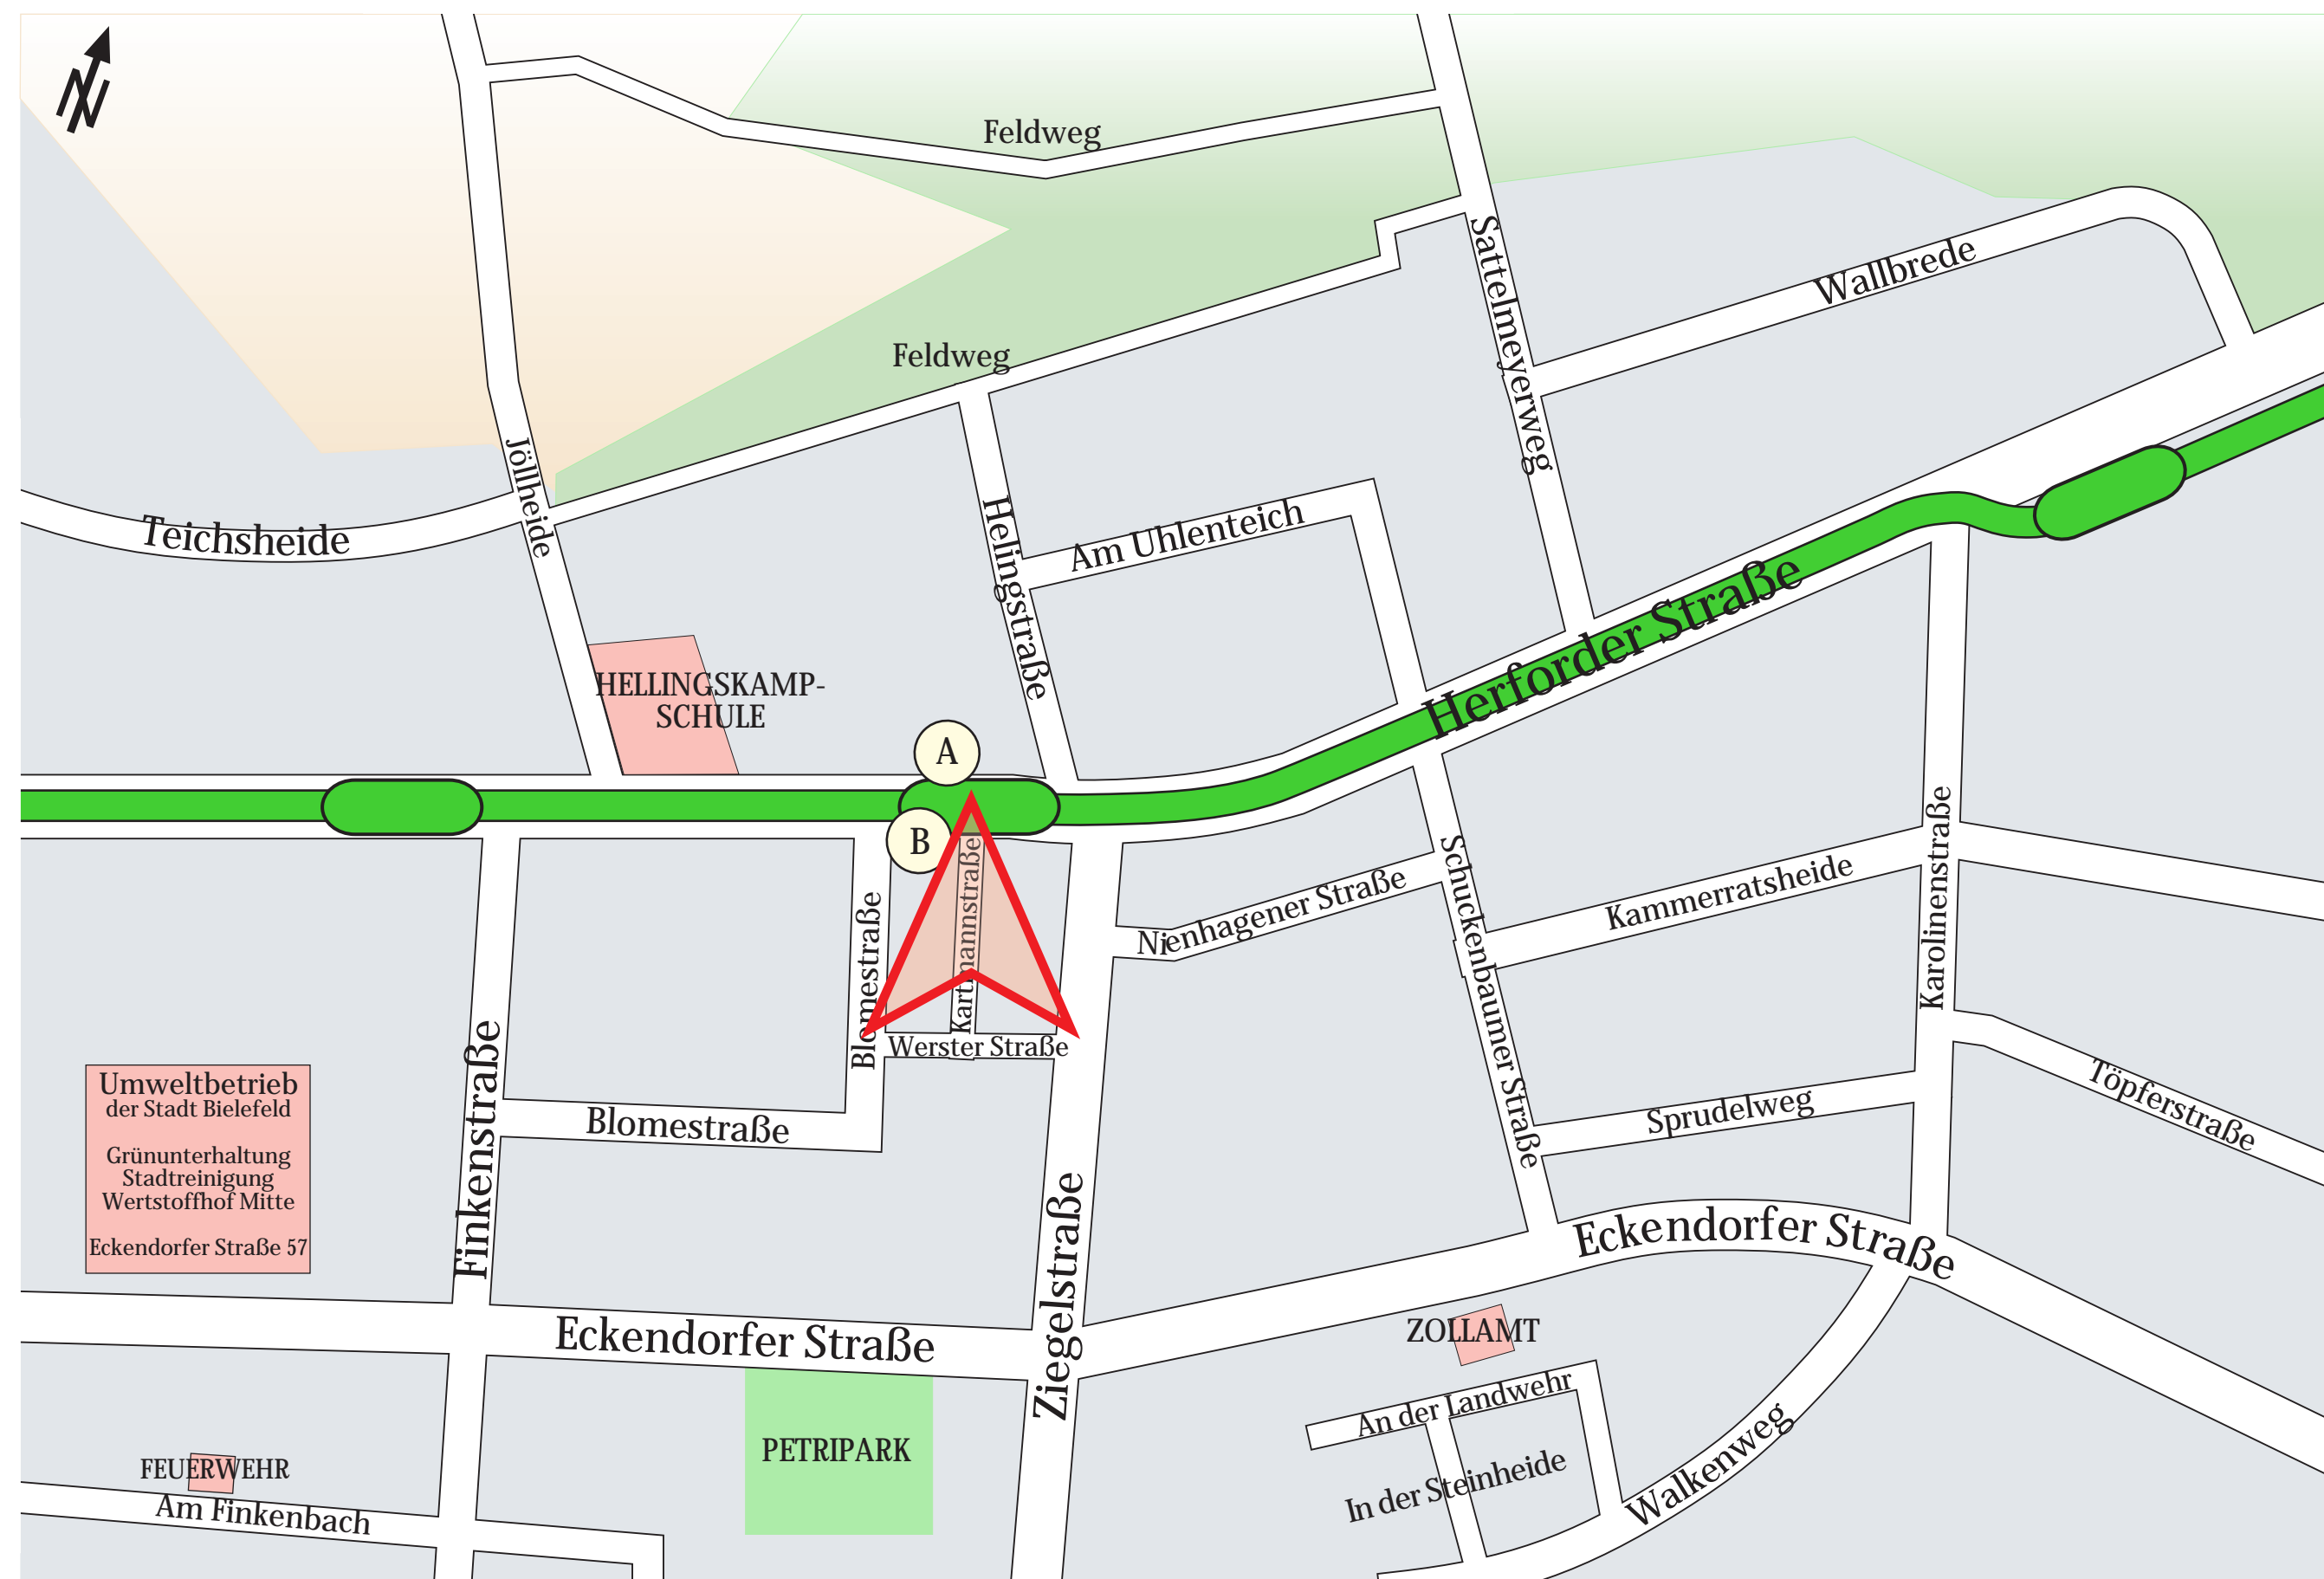 N
Feldweg
Sattelmeyerweg
Wallbrede
Feldweg
Jöllheide
Teichsheide
Helingstraße
Am Uhlenteich
Herforder Straße
HELLINGSKAMP-
SCHULE
A
B
Blomestraße
Kartmannstraße
Werster Straße
Nienhagener Straße
Schuckenbaumer Straße
Kammerratsheide
Karolinenstraße
Finkenstraße
Umweltbetrieb
der Stadt Bielefeld
Grünunterhaltung
Stadtreinigung
Wertstoffhof Mitte
Eckendorfer Straße 57
Blomestraße
Sprudelweg
Töpferstraße
Ziegelstraße
Eckendorfer Straße
Eckendorfer Straße
ZOLLAMT
An der Landwehr
In der Steinheide
Walkenweg
PETRIPARK
FEUERWEHR
Am Finkenbach